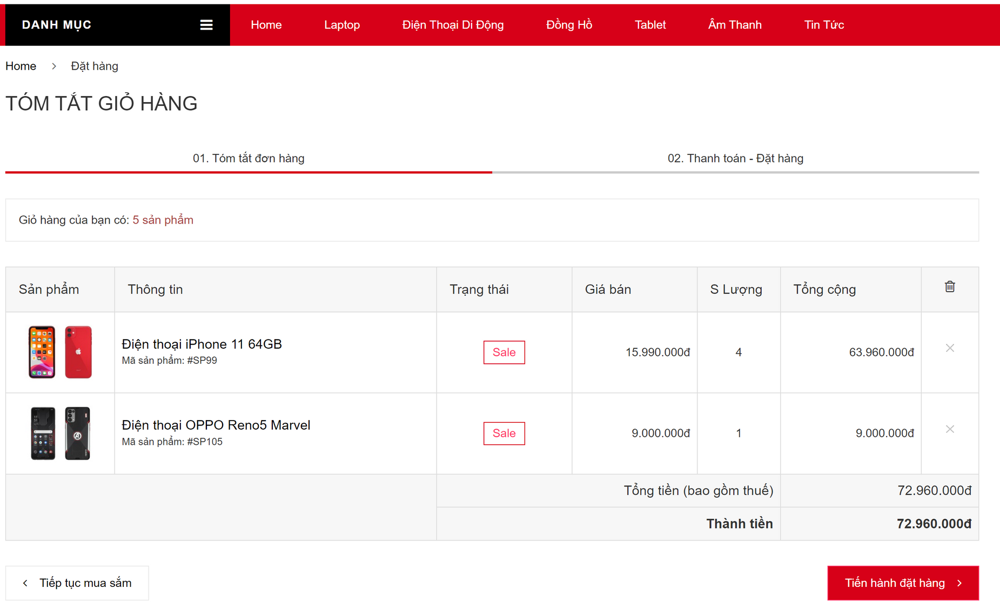 DANH MỤC
Home Laptop Điện Thoại Di Động Đồng Hồ Tablet Âm Thanh Tin Tức
Home > Đặt hàng
TÓM TẮT GIỎ HÀNG
01. Tóm tắt đơn hàng
02. Thanh toán - Đặt hàng
Giỏ hàng của bạn có: 5 sản phẩm
Sản phẩm Thông tin Trạng thái Giá bán S Lượng Tổng cộng
Điện thoại iPhone 11 64GB
Mã sản phẩm: #SP99
Sale 15.990.000đ 4 63.960.000đ
Điện thoại OPPO Reno5 Marvel
Mã sản phẩm: #SP105
Sale 9.000.000đ 1 9.000.000đ
Tổng tiền (bao gồm thuế) 72.960.000đ
Thành tiền 72.960.000đ
Tiếp tục mua sắm
Tiến hành đặt hàng